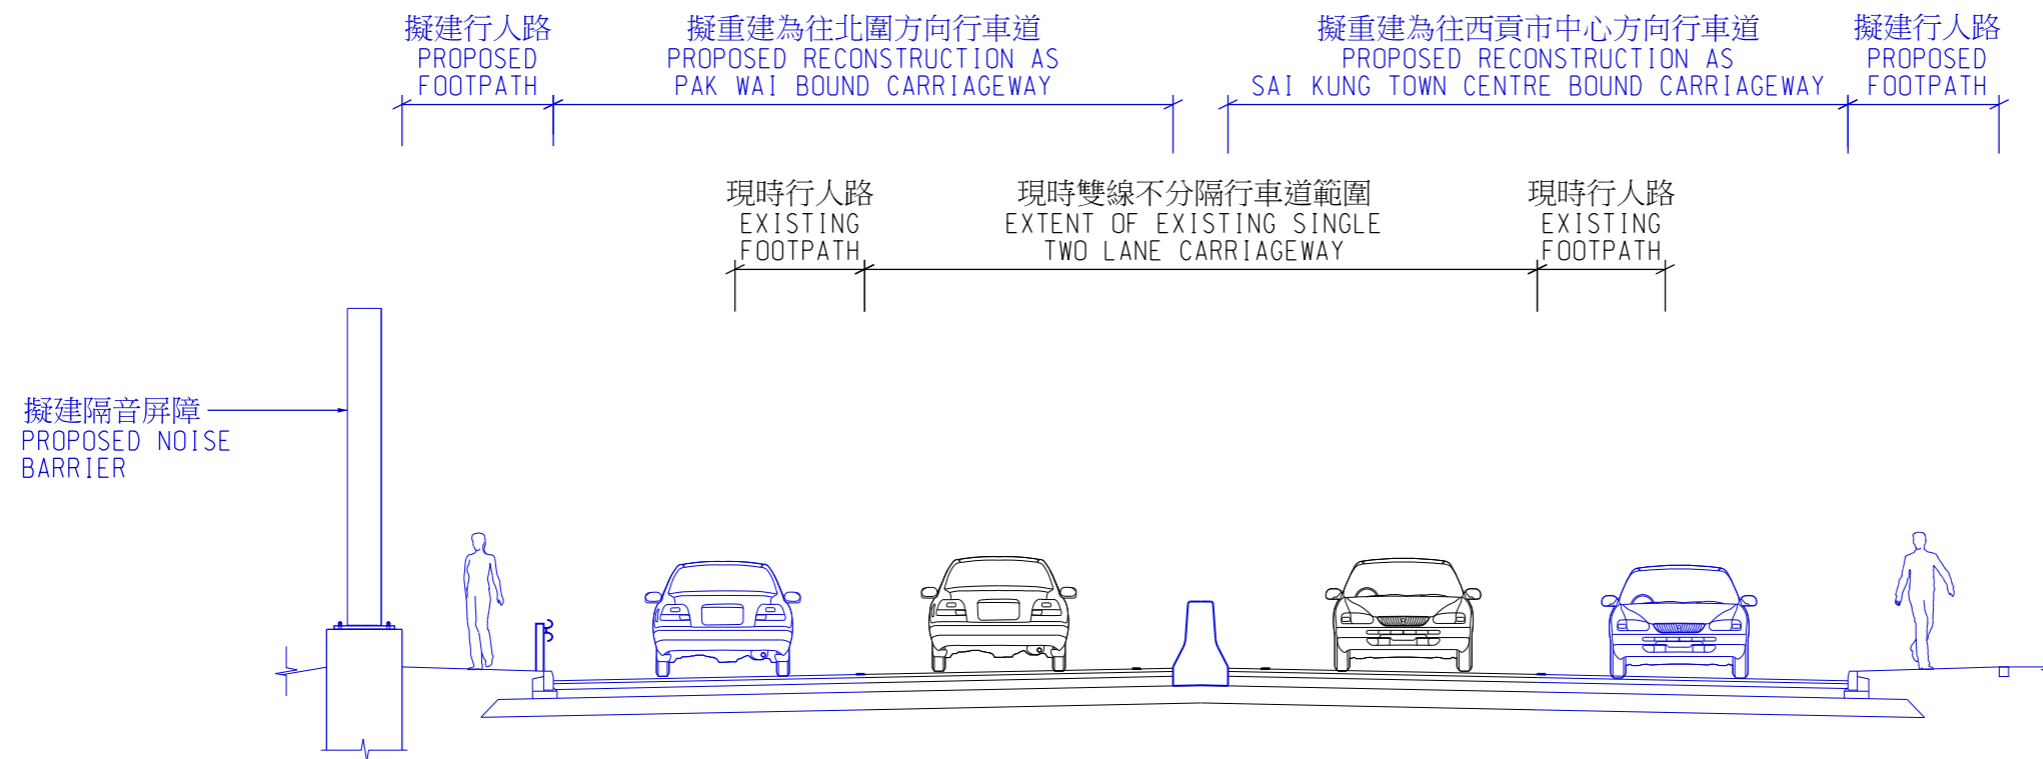 擬建行人路
PROPOSED
FOOTPATH
擬重建為往北圍方向行車道
PROPOSED RECONSTRUCTION AS
PAK WAI BOUND CARRIAGEWAY
擬重建為往西貢市中心方向行車道
PROPOSED RECONSTRUCTION AS
SAI KUNG TOWN CENTRE BOUND CARRIAGEWAY
擬建行人路
PROPOSED
FOOTPATH
現時行人路
EXISTING
FOOTPATH
現時雙線不分隔行車道範圍
EXTENT OF EXISTING SINGLE
TWO LANE CARRIAGEWAY
現時行人路
EXISTING
FOOTPATH
擬建隔音屏障
PROPOSED NOISE
BARRIER